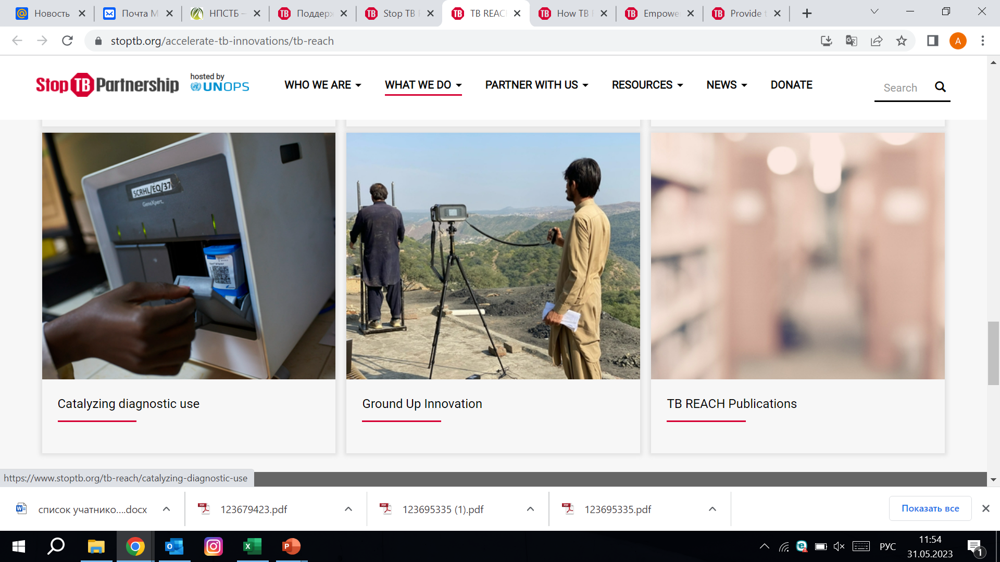 Новость
Почта М
НПСТБ –
Поддерж
Stop TB
TB REAC
How TB
Empowe
Provide t
stoptb.org/accelerate-tb-innovations/tb-reach
A
Stop TB Partnership
hosted by
UNOPS
WHO WE ARE
WHAT WE DO
PARTNER WITH US
RESOURCES
NEWS
DONATE
Search
SCRHL/EQ/37
GeneXpert
Catalyzing diagnostic use
Ground Up Innovation
TB REACH Publications
https://www.stoptb.org/tb-reach/catalyzing-diagnostic-use
список учатнико....docx
123679423.pdf
123695335 (1).pdf
123695335.pdf
Показать все
РУС
11:54
31.05.2023
1